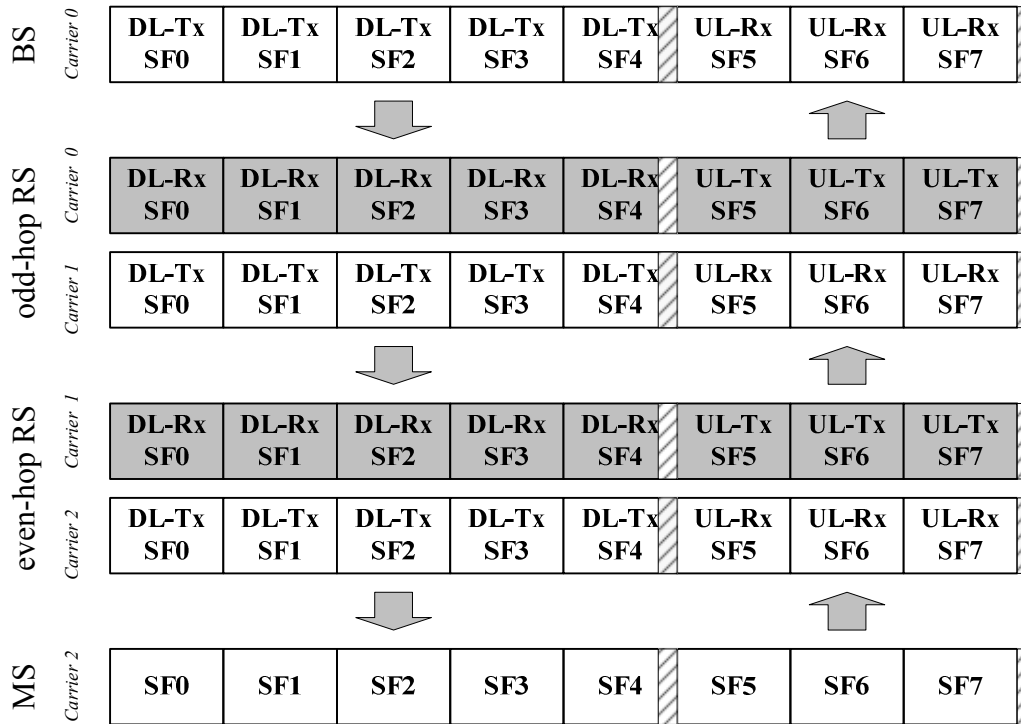 BS
Carrier 0
DL-Tx DL-Tx DL-Tx DL-Tx DL-Tx UL-Rx UL-Rx UL-Rx
SF0 SF1 SF2 SF3 SF4 SF5 SF6 SF7
odd-hop RS
Carrier 0
DL-Rx DL-Rx DL-Rx DL-Rx DL-Rx UL-Tx UL-Tx UL-Tx
SF0 SF1 SF2 SF3 SF4 SF5 SF6 SF7
Carrier 1
DL-Tx DL-Tx DL-Tx DL-Tx DL-Tx UL-Rx UL-Rx UL-Rx
SF0 SF1 SF2 SF3 SF4 SF5 SF6 SF7
even-hop RS
Carrier 1
DL-Rx DL-Rx DL-Rx DL-Rx DL-Rx UL-Tx UL-Tx UL-Tx
SF0 SF1 SF2 SF3 SF4 SF5 SF6 SF7
Carrier 2
DL-Tx DL-Tx DL-Tx DL-Tx DL-Tx UL-Rx UL-Rx UL-Rx
SF0 SF1 SF2 SF3 SF4 SF5 SF6 SF7
MS
Carrier 2
SF0 SF1 SF2 SF3 SF4 SF5 SF6 SF7